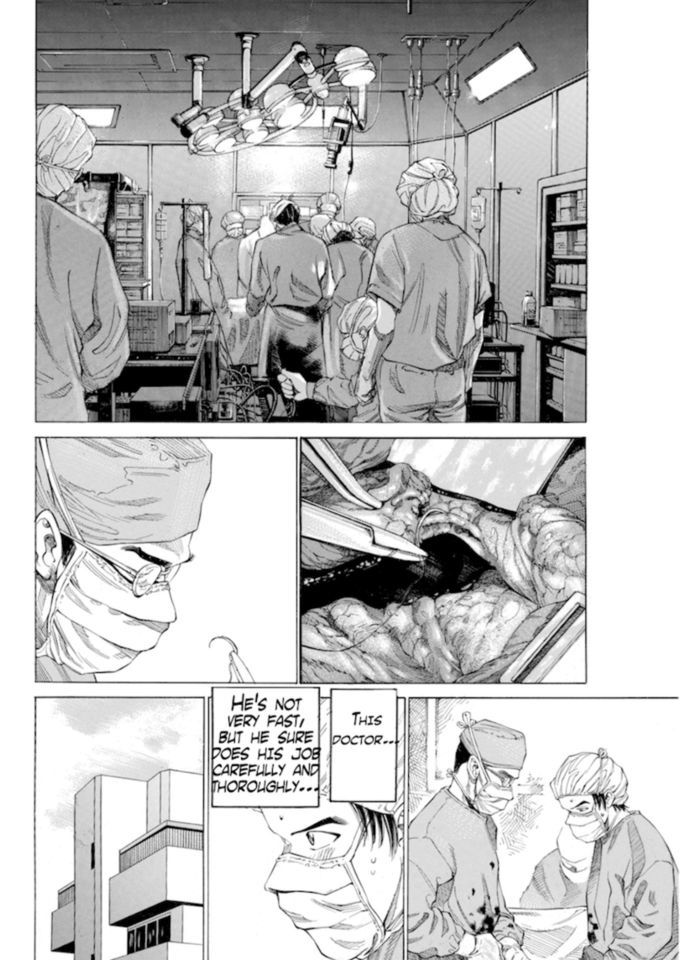 THIS
DOCTOR...
HE'S NOT
VERY FAST,
BUT HE SURE
DOES HIS JOB
CAREFULLY AND
THOROUGHLY...